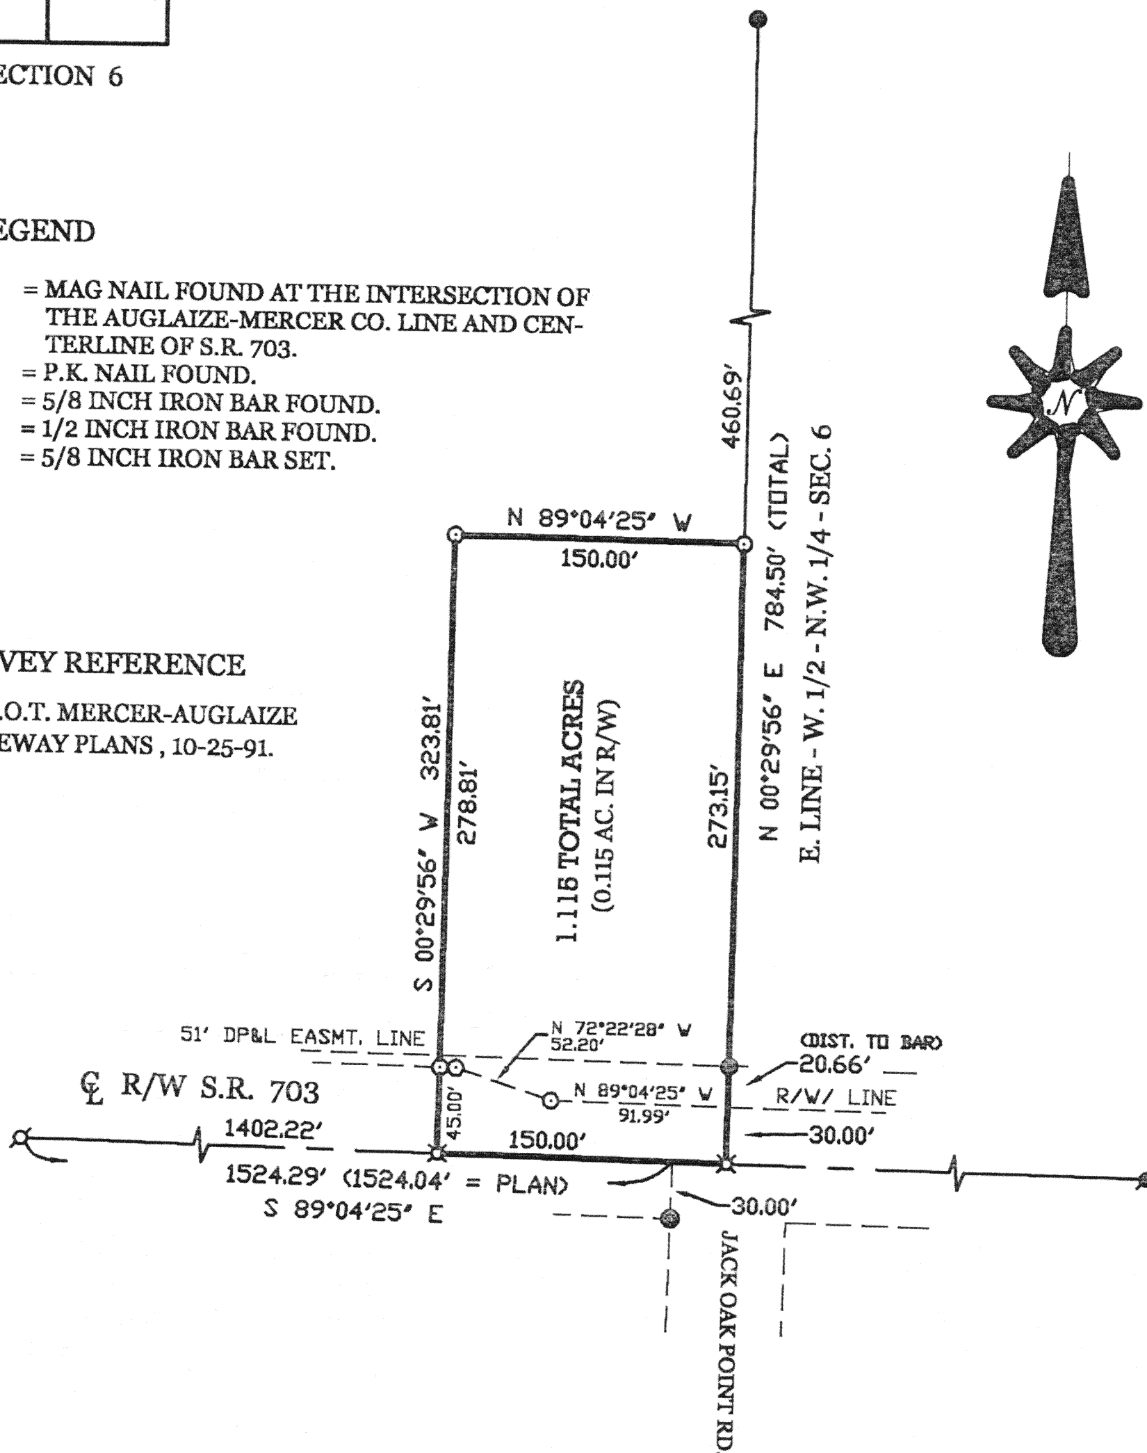 ECTION 6
EGEND
= MAG NAIL FOUND AT THE INTERSECTION OF
THE AUGLAIZE-MERCER CO. LINE AND CEN-
TERLINE OF S.R. 703.
= P.K. NAIL FOUND.
= 5/8 INCH IRON BAR FOUND.
= 1/2 INCH IRON BAR FOUND.
= 5/8 INCH IRON BAR SET.
VEY REFERENCE
.O.T. MERCER-AUGLAIZE
EWAY PLANS , 10-25-91.
N
460.69'
N 00°29'56" E 784.50' (TOTAL)
E. LINE - W. 1/2 - N.W. 1/4 - SEC. 6
N 89°04'25" W
150.00'
S 00°29'56" W 323.81'
278.81'
TOTAL ACRES
(0.115 AC. IN R/W)
273.15'
51' DP&L EASMT. LINE
N 72°22'28" W
52.20'
(DIST. TO BAR)
20.66'
℄ R/W S.R. 703
45.00'
N 89°04'25" W
91.99'
R/W/ LINE
1402.22'
150.00'
30.00'
1524.29' (1524.04' = PLAN)
S 89°04'25" E
30.00'
JACK OAK POINT RD